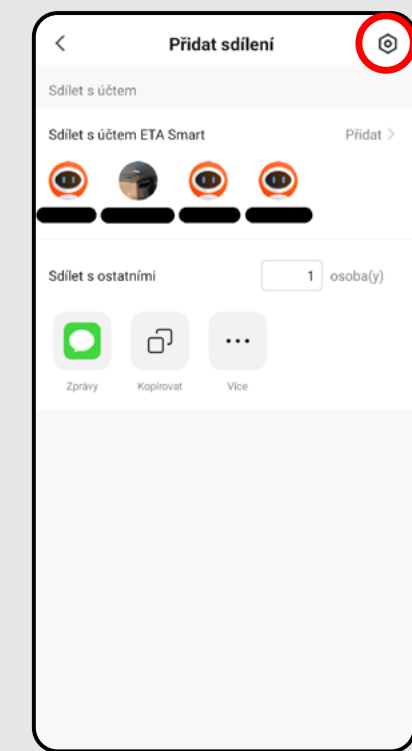 Přidat sdílení
Sdílet s účtem
Sdílet s účtem ETA Smart Přidat >
Sdílet s ostatními 1 osoba(y)
Zprávy Kopírovat Více